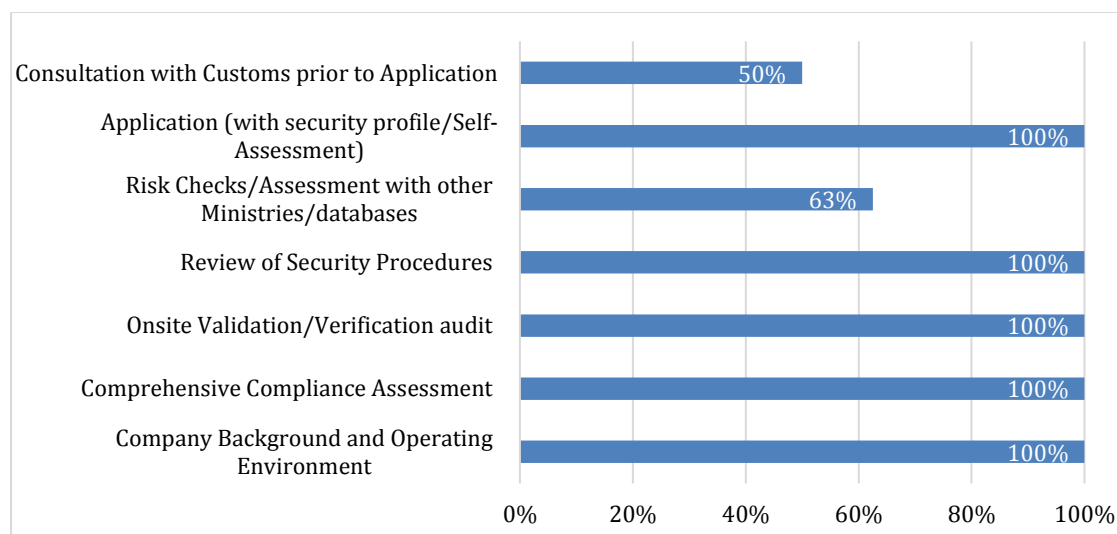 Consultation with Customs prior to Application
50%
Application (with security profile/Self-
Assessment)
100%
Risk Checks/Assessment with other
Ministries/databases
63%
Review of Security Procedures
100%
Onsite Validation/Verification audit
100%
Comprehensive Compliance Assessment
100%
Company Background and Operating
Environment
100%
0% 20% 40% 60% 80% 100%